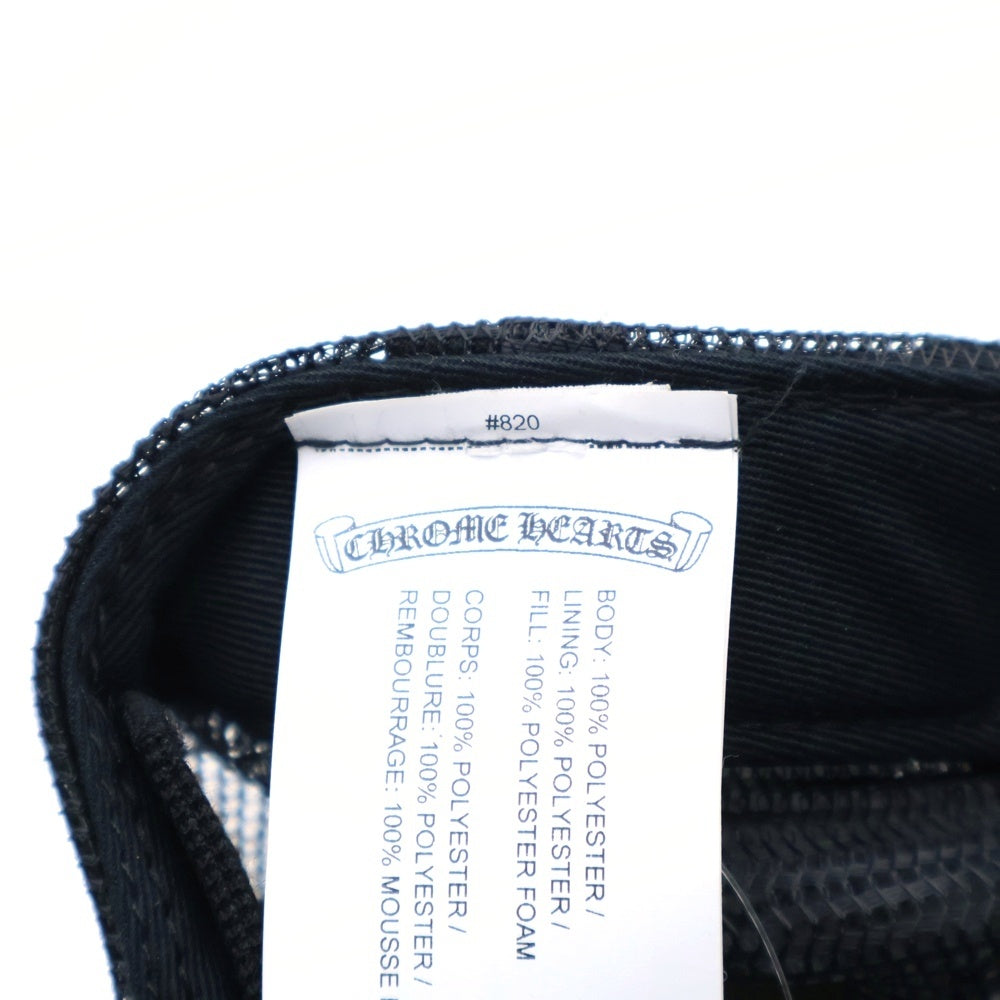 #820
CHROME HEARTS
BODY: 100% POLYESTER /
LINING: 100% POLYESTER /
FILL: 100% POLYESTER FOAM
CORPS: 100% POLYESTER /
DOUBLURE: 100% POLYESTER /
REMBOURRAGE: 100% MOUSSE